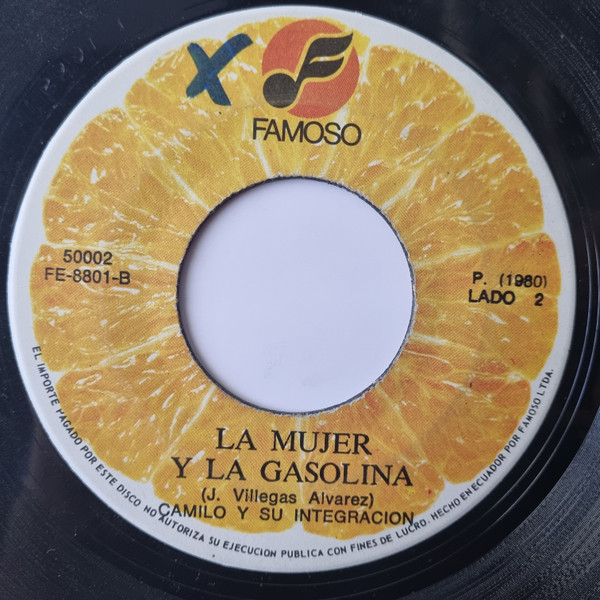 X
FAMOSO
50002
FE-8801-B
P. (1980)
LADO 2
LA MUJER
Y LA GASOLINA
(J. Villegas Alvarez)
CAMILO Y SU INTEGRACION
EL IMPORTE PAGADO POR ESTE DISCO NO AUTORIZA SU EJECUCION PUBLICA CON FINES DE LUCRO. HECHO EN ECUADOR POR FAMOSO LTDA.